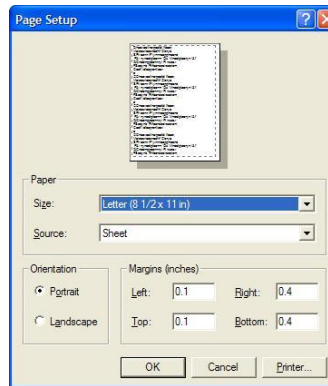 Page Setup
Paper
Size: Letter (8 1/2 x 11 in)
Source: Sheet
Orientation
Portrait
Landscape
Margins (inches)
Left: 0.1 Right: 0.4
Top: 0.1 Bottom: 0.4
OK Cancel Printer...